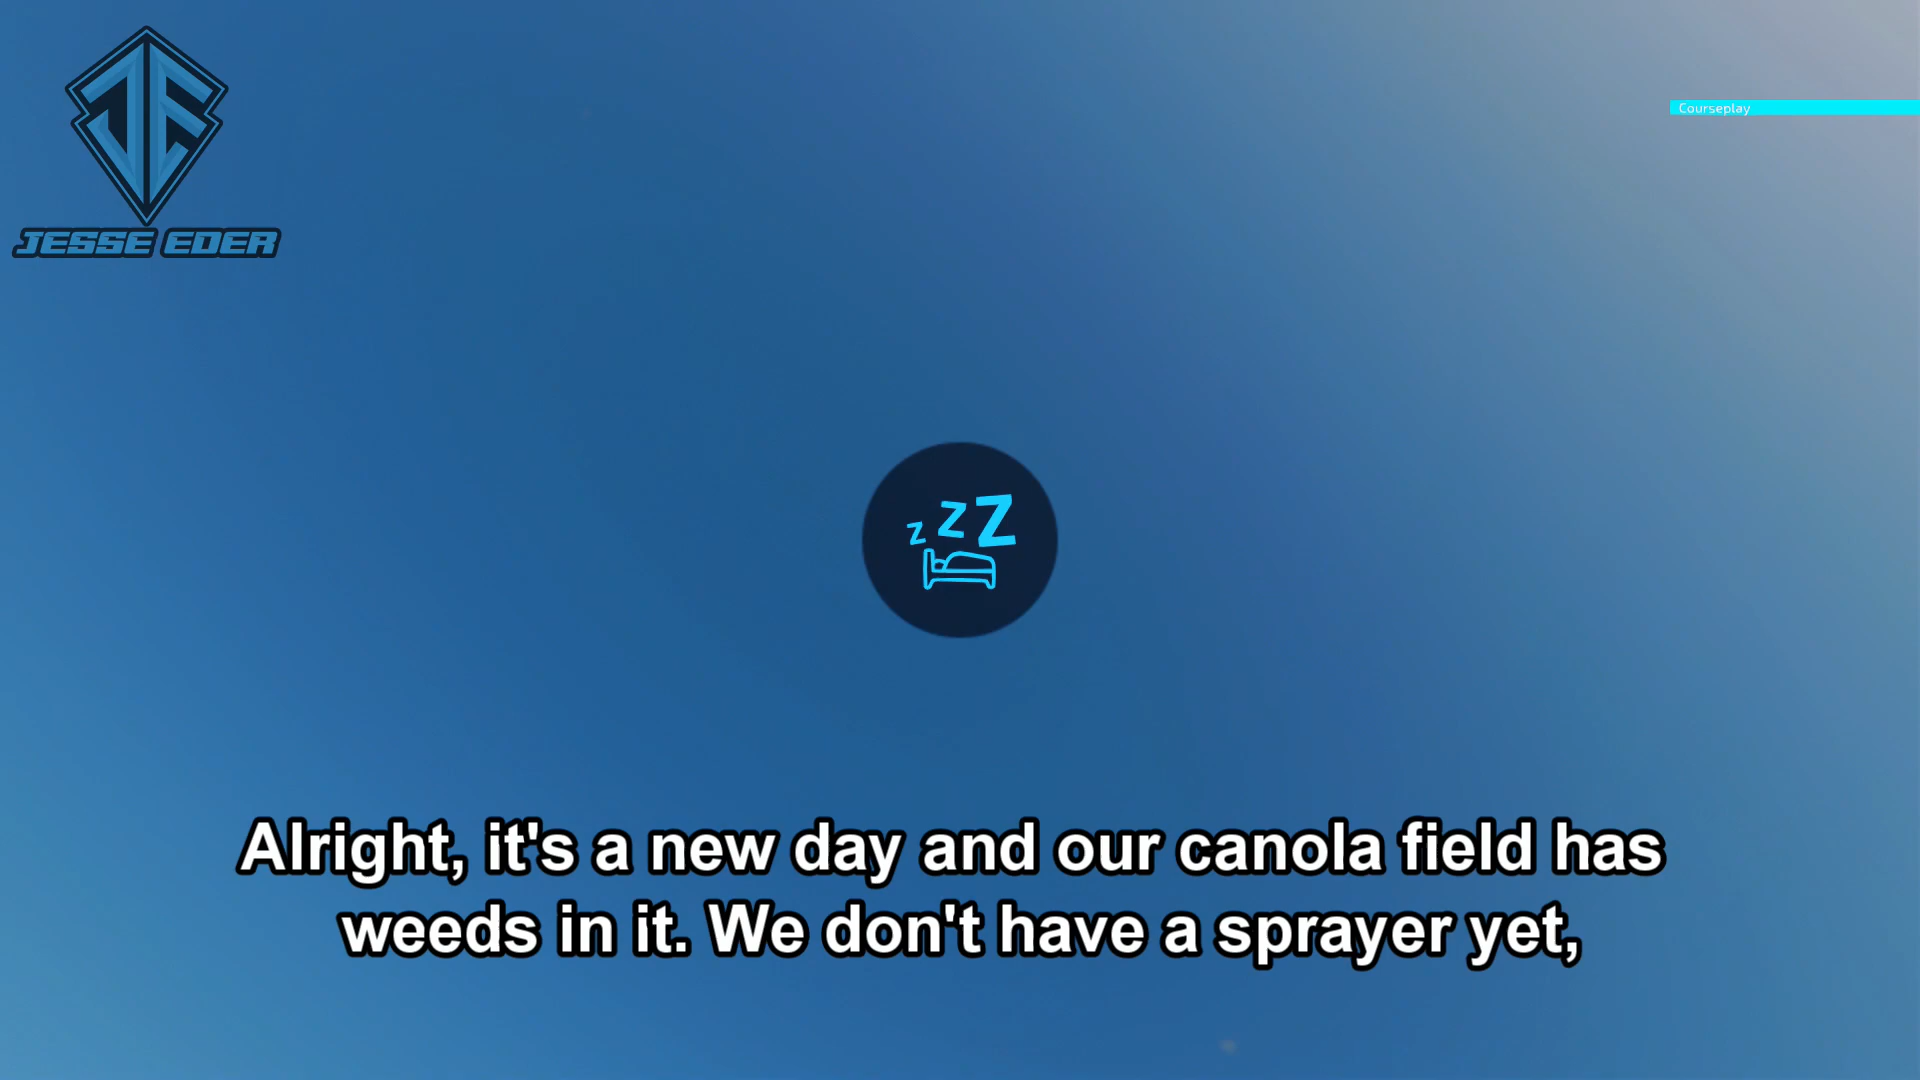 JESSE EDER
Courseplay
z z Z
Alright, it's a new day and our canola field has
weeds in it. We don't have a sprayer yet,